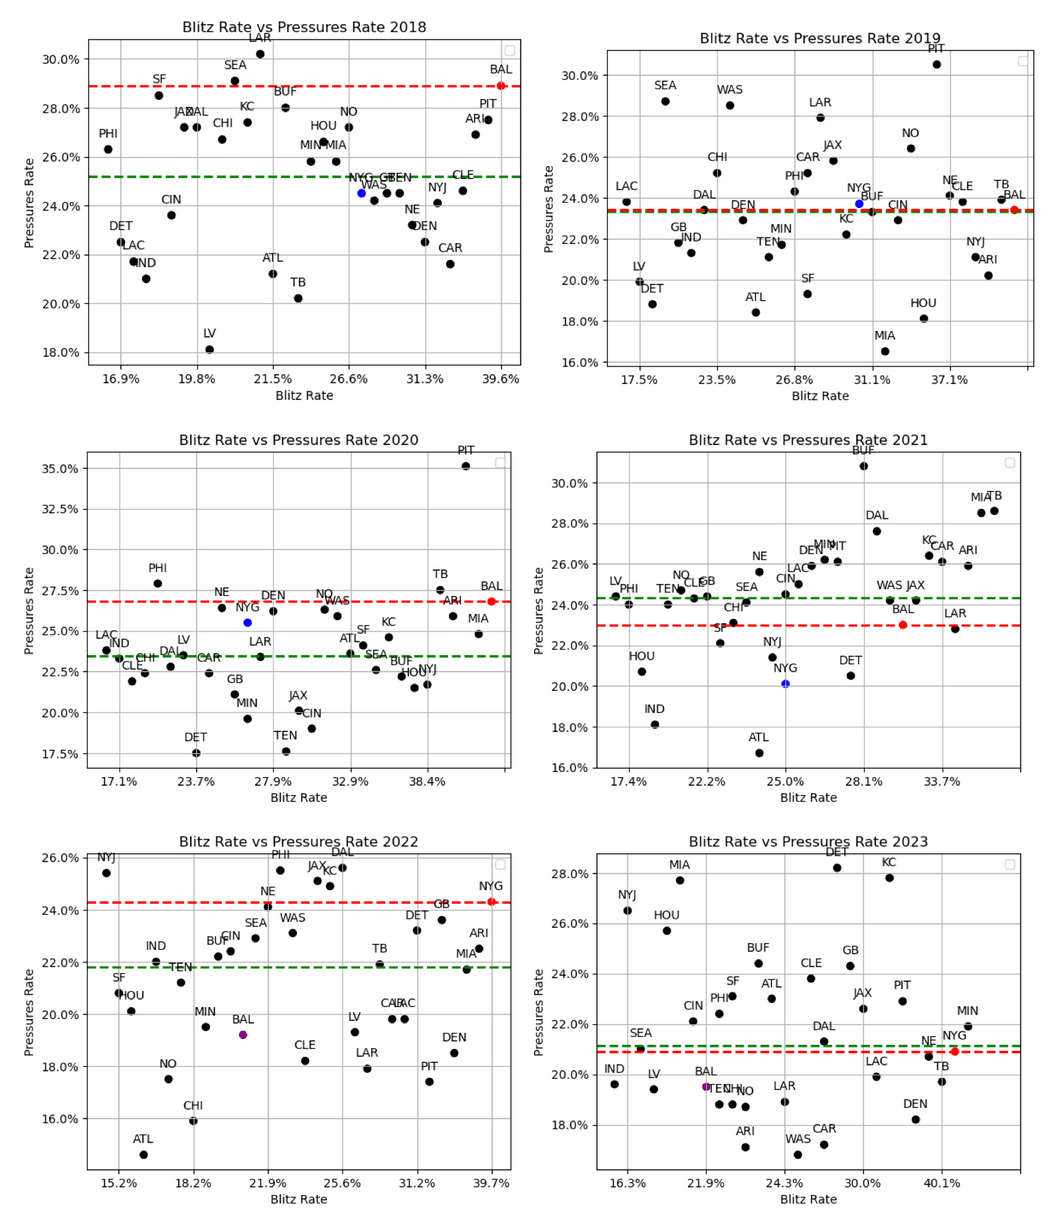 Blitz Rate vs Pressures Rate 2018
30.0%
28.0%
26.0%
24.0%
22.0%
20.0%
18.0%
Pressures Rate
LAR
SEA
SF
BAL
BUF
PIT
JAX
DAL
KC
NO
ARI
CHI
HOU
PHI
MIN
MIA
NYG
GB
TEN
CLE
WAS
NYJ
CIN
NE
DEN
DET
LAC
IND
CAR
ATL
TB
LV
16.9%
19.8%
21.5%
26.6%
31.3%
39.6%
Blitz Rate
Blitz Rate vs Pressures Rate 2019
30.0%
28.0%
26.0%
24.0%
22.0%
20.0%
18.0%
16.0%
Pressures Rate
PIT
SEA
WAS
LAR
NO
JAX
CHI
CAR
PHI
LAC
NYG
NE
CLE
TB
BAL
DAL
BUF
DEN
CIN
KC
GB
IND
MIN
TEN
NYJ
ARI
LV
DET
SF
ATL
HOU
MIA
17.5%
23.5%
26.8%
31.1%
37.1%
Blitz Rate
Blitz Rate vs Pressures Rate 2020
35.0%
32.5%
30.0%
27.5%
25.0%
22.5%
20.0%
17.5%
Pressures Rate
PIT
PHI
TB
BAL
NE
NYG
DEN
NO
WAS
ARI
MIA
KC
LAC
IND
LV
LAR
ATL
SF
CLE
CHI
DAL
CAR
SEA
BUF
HOU
NYJ
GB
MIN
JAX
CIN
DET
TEN
17.1%
23.7%
27.9%
32.9%
38.4%
Blitz Rate
Blitz Rate vs Pressures Rate 2021
30.0%
28.0%
26.0%
24.0%
22.0%
20.0%
18.0%
16.0%
Pressures Rate
BUF
MIA
TB
DAL
MIN
PIT
DEN
KC
CAR
ARI
NE
LAC
CIN
LV
PHI
TEN
NO
CLE
GB
SEA
WAS
JAX
BAL
LAR
CHI
SF
NYJ
NYG
HOU
DET
IND
ATL
17.4%
22.2%
25.0%
28.1%
33.7%
Blitz Rate
Blitz Rate vs Pressures Rate 2022
26.0%
24.0%
22.0%
20.0%
18.0%
16.0%
Pressures Rate
NYJ
PHI
JAX
KC
DAL
NYG
NE
GB
DET
WAS
SEA
ARI
IND
BUF
CIN
TB
MIA
TEN
SF
HOU
MIN
BAL
LV
CAR
LAC
DEN
CLE
LAR
NO
PIT
CHI
ATL
15.2%
18.2%
21.9%
25.6%
31.2%
39.7%
Blitz Rate
Blitz Rate vs Pressures Rate 2023
28.0%
26.0%
24.0%
22.0%
20.0%
18.0%
Pressures Rate
DET
KC
MIA
NYJ
HOU
BUF
GB
CLE
SF
ATL
PIT
JAX
PHI
CIN
MIN
DAL
SEA
NYG
NE
IND
LV
BAL
LAC
TB
TEN
CHI
NO
LAR
DEN
ARI
CAR
WAS
16.3%
21.9%
24.3%
30.0%
40.1%
Blitz Rate